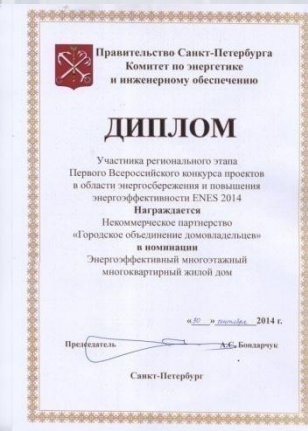 Правительство Санкт-Петербурга
Комитет по энергетике
и инженерному обеспечению
ДИПЛОМ
Участника регионального этапа
Первого Всероссийского конкурса проектов
в области энергосбережения и повышения
энергоэффективности ENES 2014
Награждается
Некоммерческое партнерство
«Городское объединение домовладельцев»
в номинации
Энергоэффективный многоэтажный
многоквартирный жилой дом
« » 2014 г.
Председатель А.С. Бондарчук
Санкт-Петербург